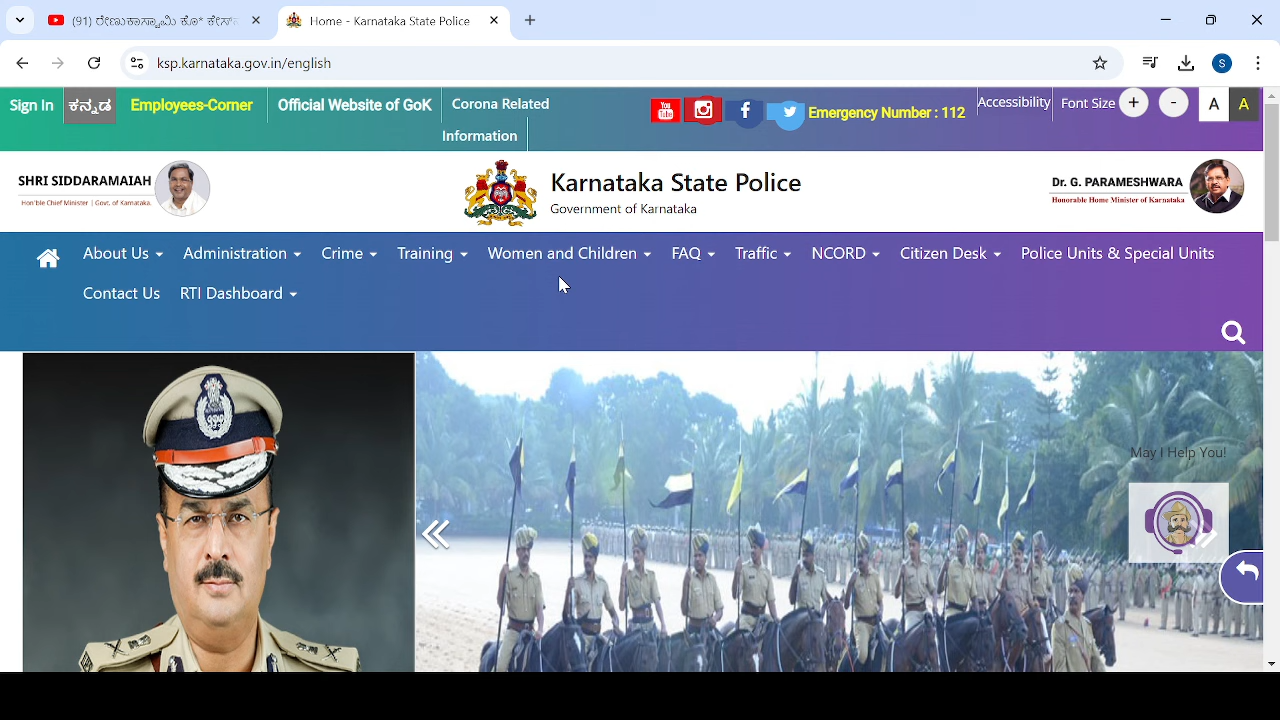 (91) ರೇಣುಕಾಸ್ವಾಮಿ ಕೊ* ಕೇಸ್
Home - Karnataka State Police
ksp.karnataka.gov.in/english
S
Sign In
ಕನ್ನಡ
Employees-Corner
Official Website of GoK
Corona Related
Information
You
Tube
Emergency Number : 112
Accessibility
Font Size + -
A A
SHRI SIDDARAMAIAH
Hon'ble Chief Minister | Govt. of Karnataka.
Karnataka State Police
Government of Karnataka
Dr. G. PARAMESHWARA
Honorable Home Minister of Karnataka
About Us Administration Crime Training Women and Children FAQ Traffic NCORD Citizen Desk Police Units & Special Units
Contact Us RTI Dashboard
May I Help You!